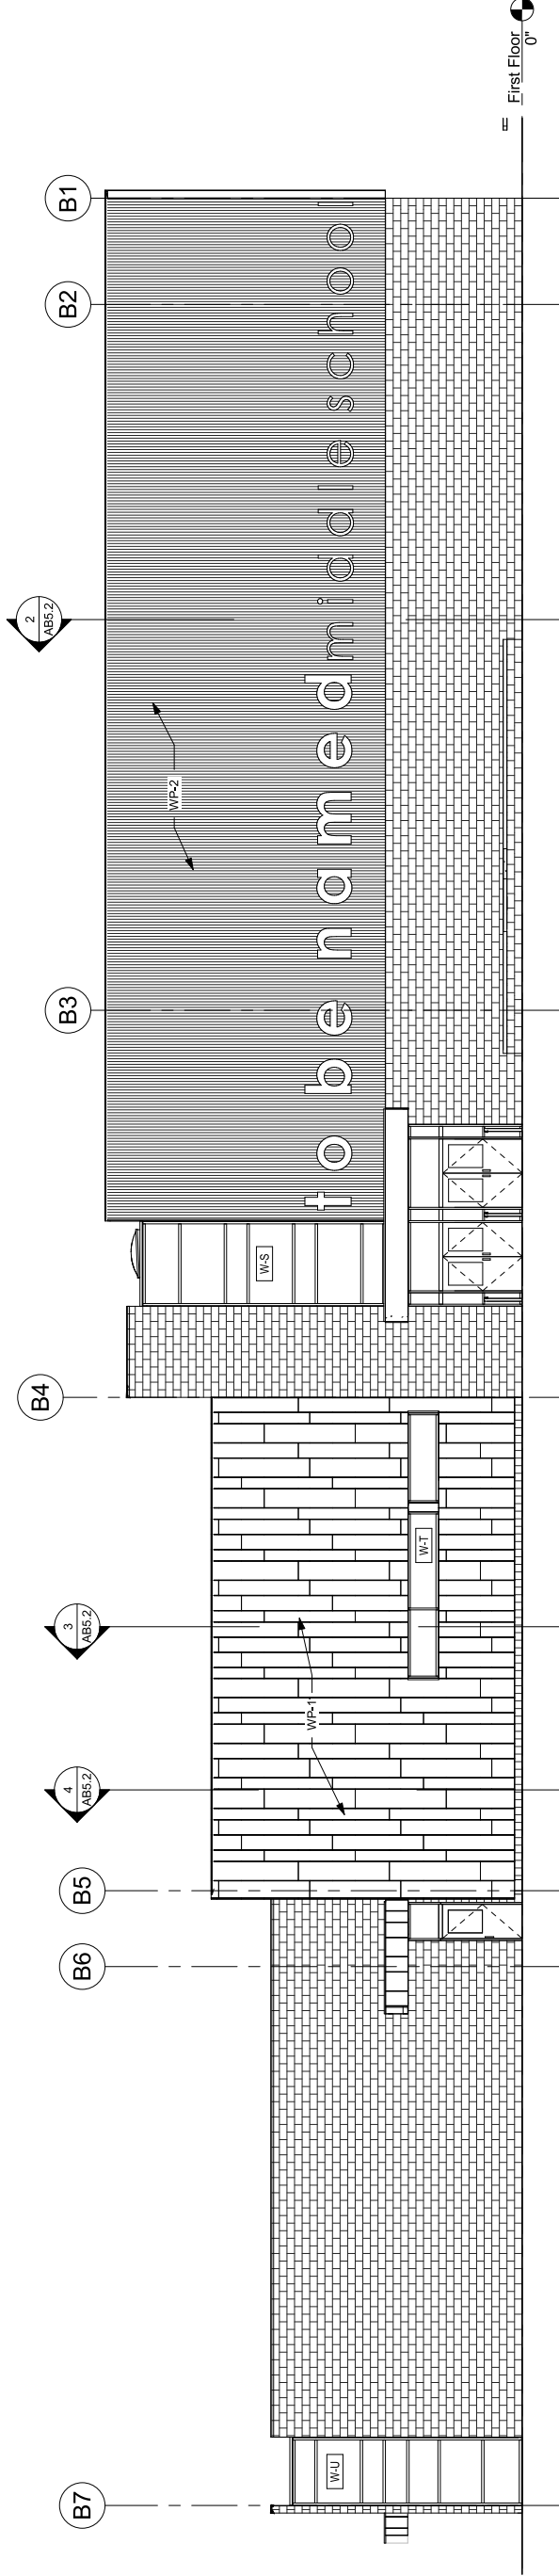 B7
B6
B5
4
AB5.2
3
AB5.2
B4
B3
2
AB5.2
B2
B1
W-U
WP-1
W-T
W-S
WP-2
to be named middle school
First Floor
0"